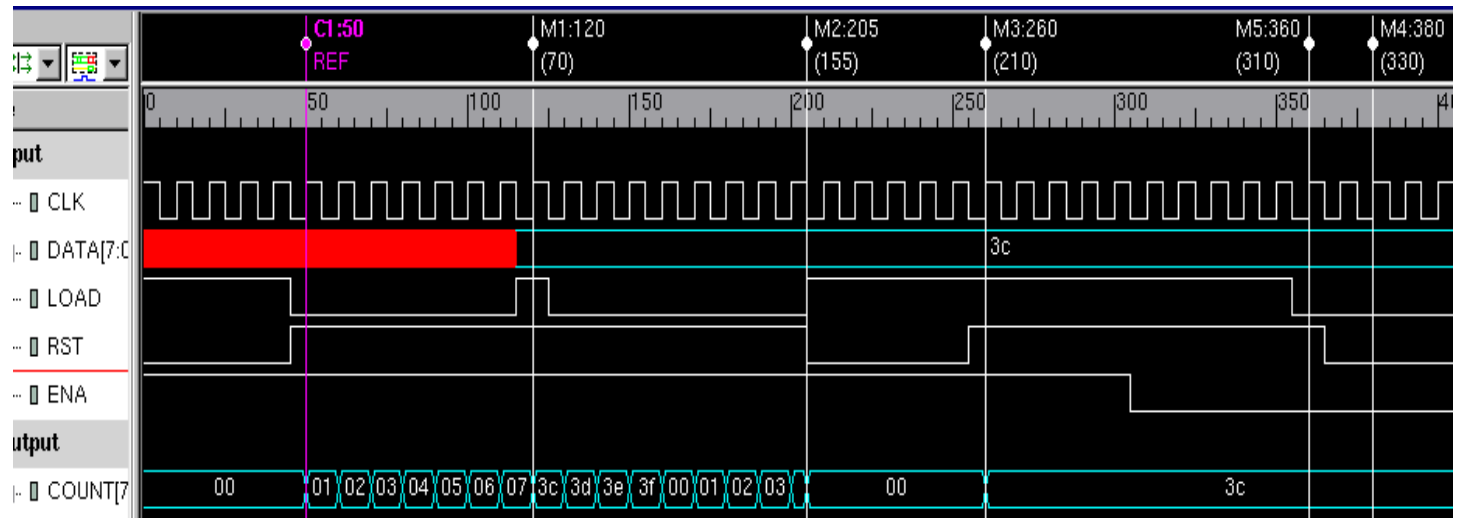 C1:50 M1:120 M2:205 M3:260 M5:360 M4:380
REF (70) (155) (210) (310) (330)
0 50 100 150 200 250 300 350 4
put
CLK
DATA[7:0 3c
LOAD
RST
ENA
utput
COUNT[7 00 01 02 03 04 05 06 07 3c 3d 3e 3f 00 01 02 03 00 3c